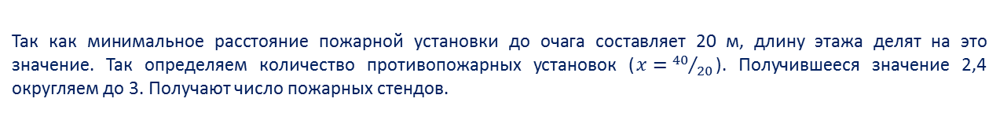 Так как минимальное расстояние пожарной установки до очага составляет 20 м, длину этажа делят на это
значение. Так определяем количество противопожарных установок (x = 40/20). Получившееся значение 2,4
округляем до 3. Получают число пожарных стендов.